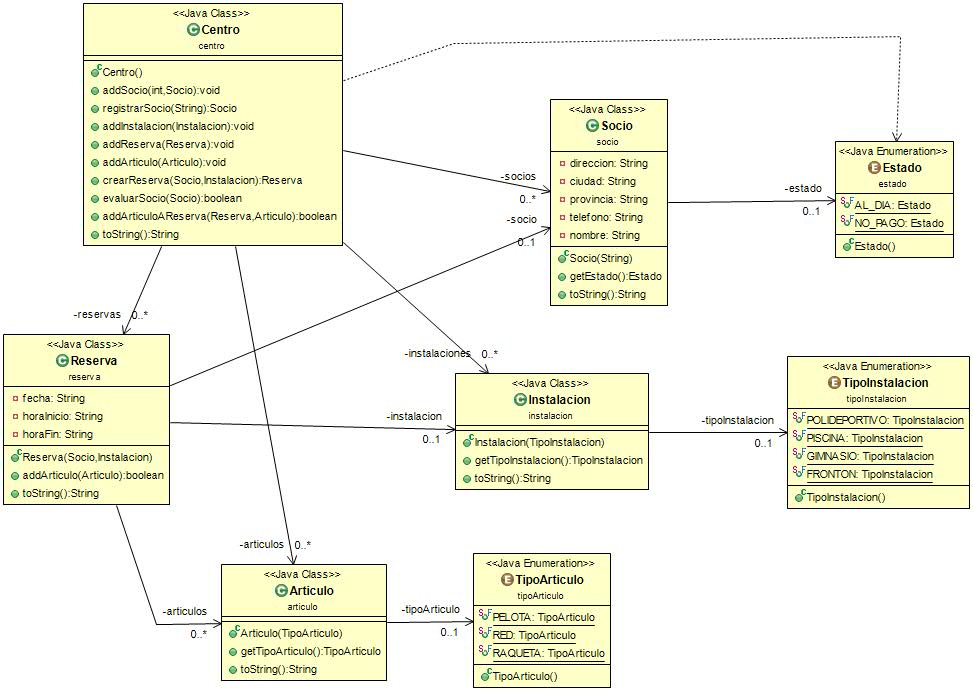 <<Java Class>>
Centro
centro
Centro()
addSocio(int,Socio):void
registrarSocio(String):Socio
addInstalacion(Instalacion):void
addReserva(Reserva):void
addArticulo(Articulo):void
crearReserva(Socio,Instalacion):Reserva
evaluarSocio(Socio):boolean
addArticuloAReserva(Reserva,Articulo):boolean
toString():String
-socios
0..*
-socio
0..1
<<Java Class>>
Socio
socio
direccion: String
ciudad: String
provincia: String
telefono: String
nombre: String
Socio(String)
getEstado():Estado
toString():String
-estado
0..1
<<Java Enumeration>>
Estado
estado
AL_DIA: Estado
NO_PAGO: Estado
Estado()
-reservas 0..*
<<Java Class>>
Reserva
reserva
fecha: String
horaInicio: String
horaFin: String
Reserva(Socio,Instalacion)
addArticulo(Articulo):boolean
toString():String
-instalaciones 0..*
-instalacion
0..1
<<Java Class>>
Instalacion
instalacion
Instalacion(TipoInstalacion)
getTipoInstalacion():TipoInstalacion
toString():String
-tipoInstalacion
0..1
<<Java Enumeration>>
TipoInstalacion
tipoInstalacion
POLIDEPORTIVO: TipoInstalacion
PISCINA: TipoInstalacion
GIMNASIO: TipoInstalacion
FRONTON: TipoInstalacion
TipoInstalacion()
-articulos 0..*
-articulos
0..*
<<Java Class>>
Articulo
articulo
Articulo(TipoArticulo)
getTipoArticulo():TipoArticulo
toString():String
-tipoArticulo
0..1
<<Java Enumeration>>
TipoArticulo
tipoArticulo
PELOTA: TipoArticulo
RED: TipoArticulo
RAQUETA: TipoArticulo
TipoArticulo()